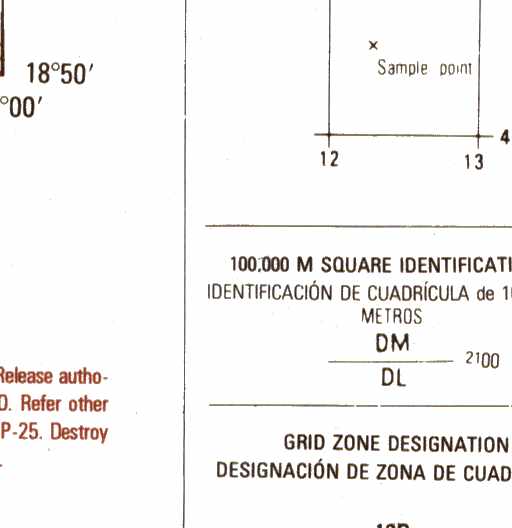 18°50′
°00′
Sample point
4
12 13
100.000 M SQUARE IDENTIFICATI
IDENTIFICACIÓN DE CUADRÍCULA de 1
METROS
DM
2100
DL
Release autho-
D. Refer other
P-25. Destroy
GRID ZONE DESIGNATION
DESIGNACIÓN DE ZONA DE CUAD